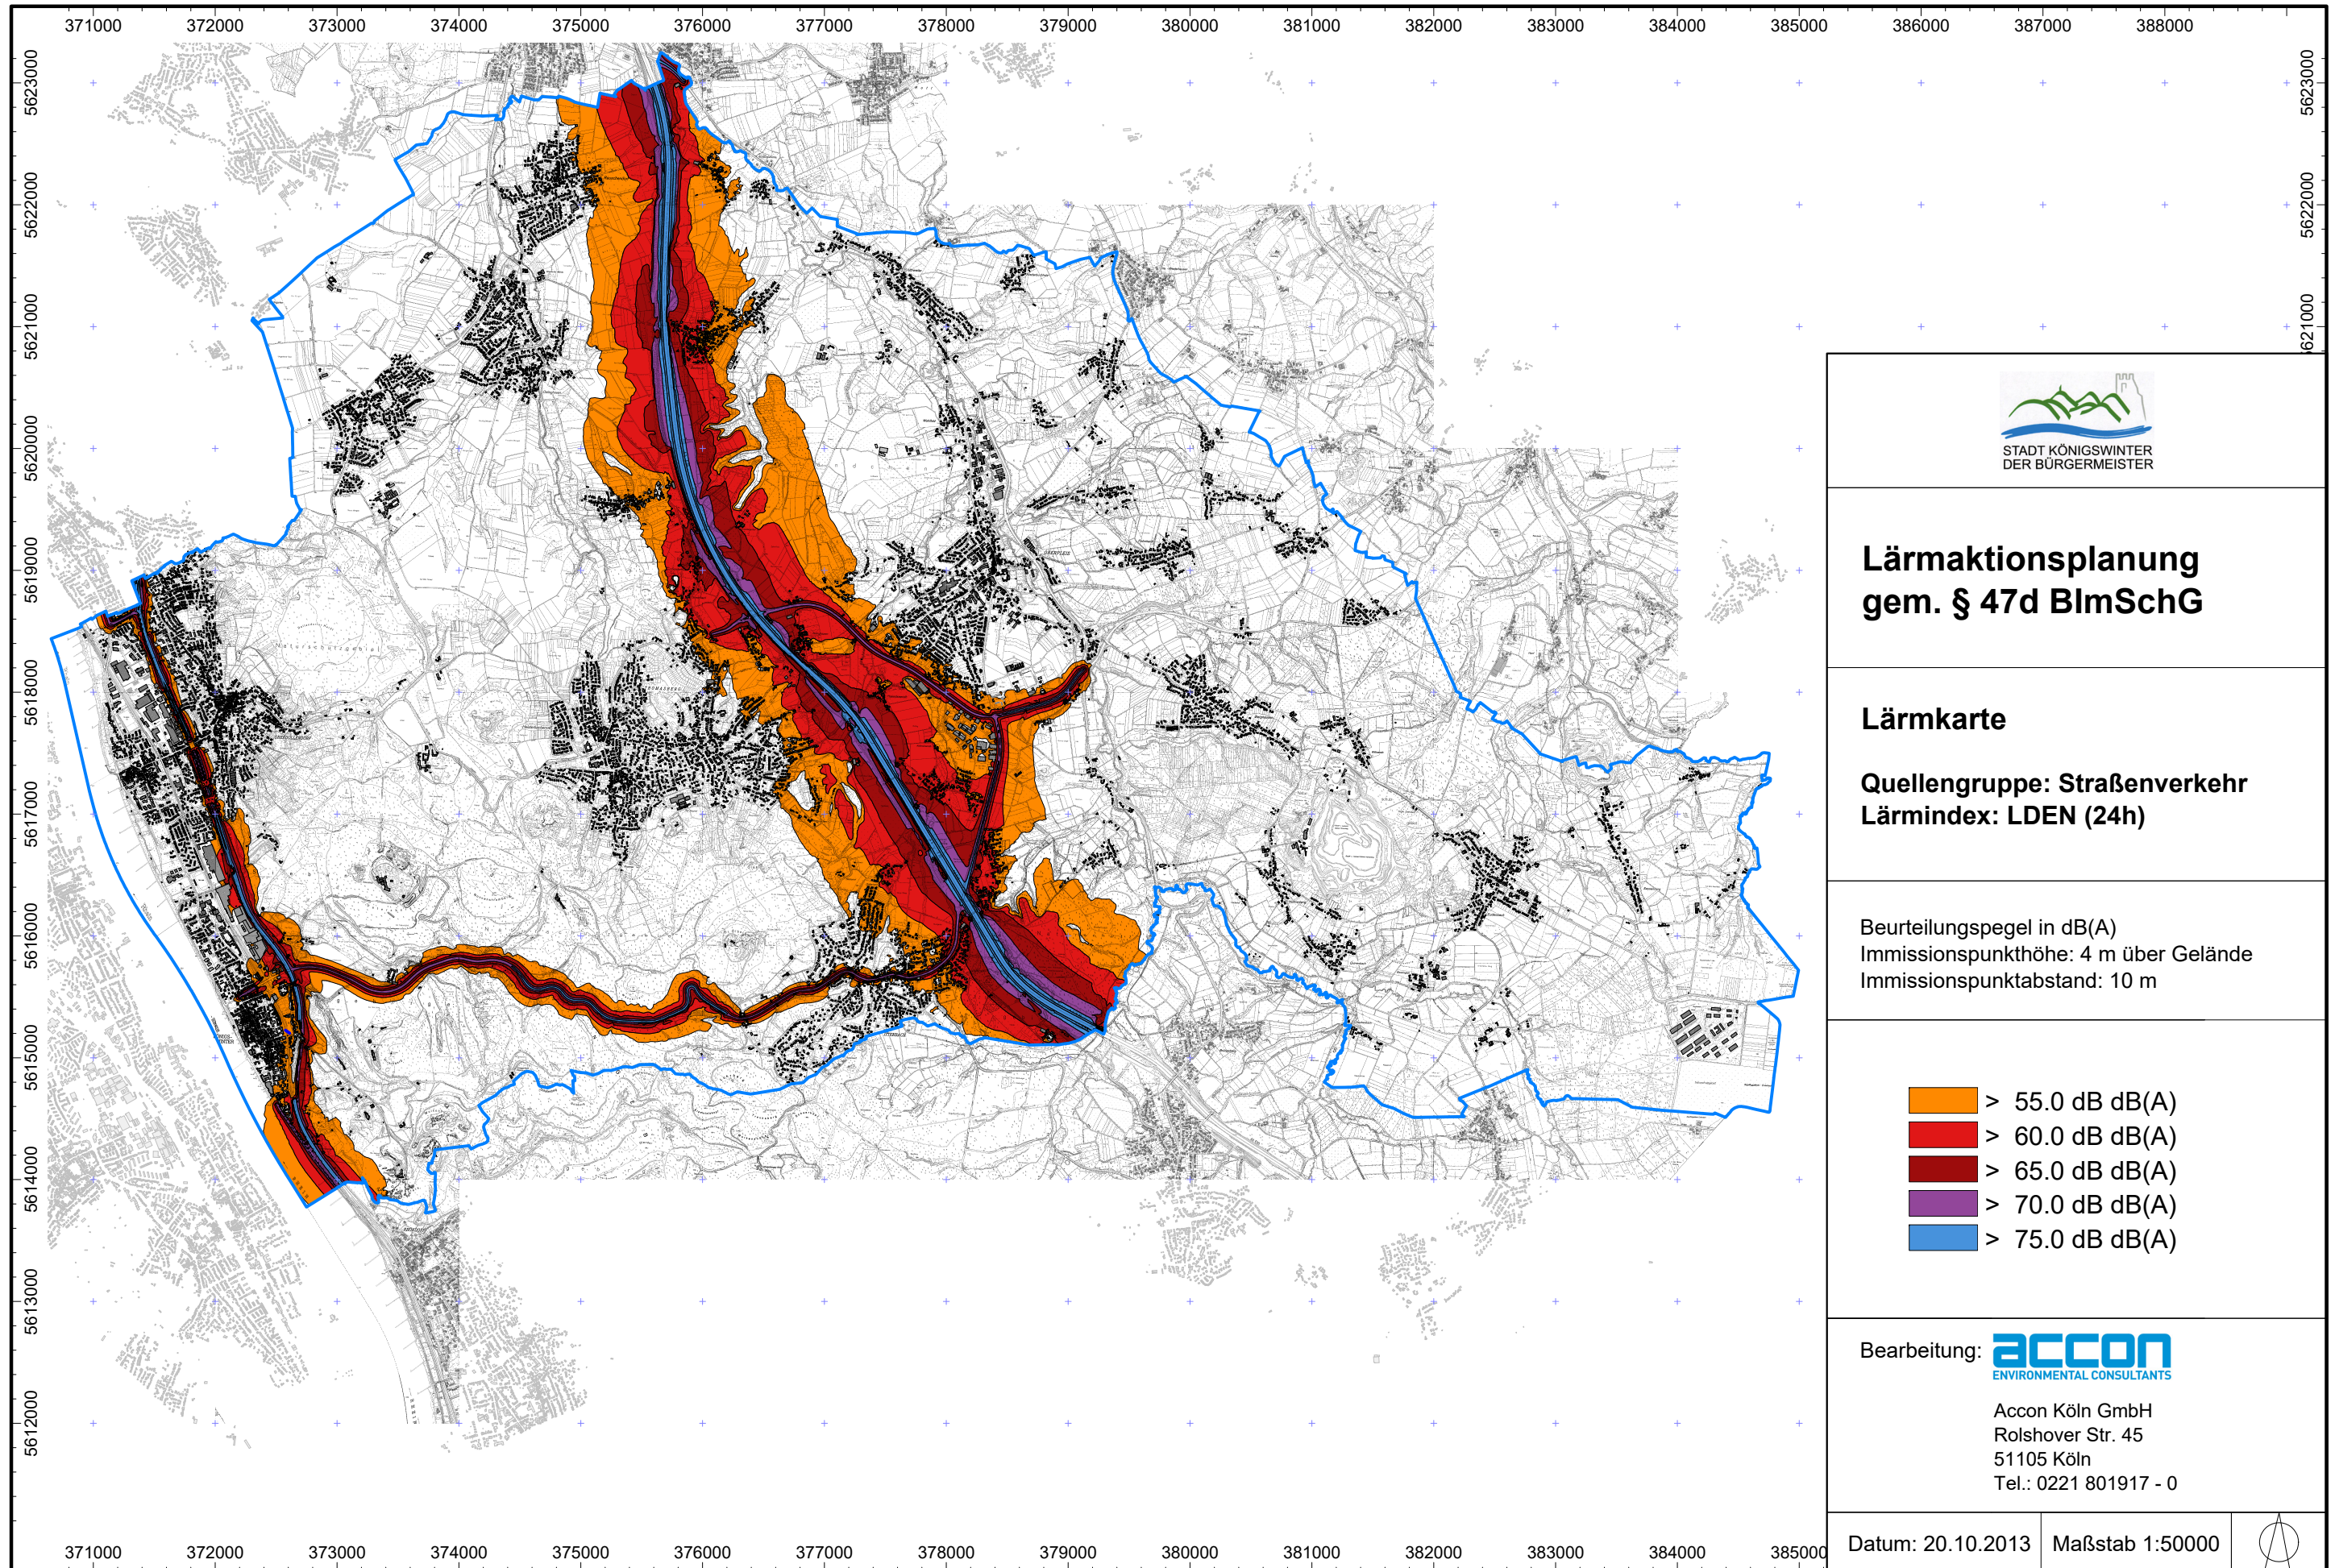 371000 372000 373000 374000 375000 376000 377000 378000 379000 380000 381000 382000 383000 384000 385000 386000 387000 388000
5623000
5622000
5621000
5620000
5619000
5618000
5617000
5616000
5615000
5614000
5613000
5612000
5623000
5622000
5621000
STADT KÖNIGSWINTER
DER BÜRGERMEISTER
Lärmaktionsplanung
gem. § 47d BImSchG
Lärmkarte
Quellengruppe: Straßenverkehr
Lärmindex: LDEN (24h)
Beurteilungspegel in dB(A)
Immissionspunkthöhe: 4 m über Gelände
Immissionspunktabstand: 10 m
> 55.0 dB dB(A)
> 60.0 dB dB(A)
> 65.0 dB dB(A)
> 70.0 dB dB(A)
> 75.0 dB dB(A)
Bearbeitung: accon
ENVIRONMENTAL CONSULTANTS
Accon Köln GmbH
Rolshover Str. 45
51105 Köln
Tel.: 0221 801917 - 0
Datum: 20.10.2013 Maßstab 1:50000
371000 372000 373000 374000 375000 376000 377000 378000 379000 380000 381000 382000 383000 384000 385000